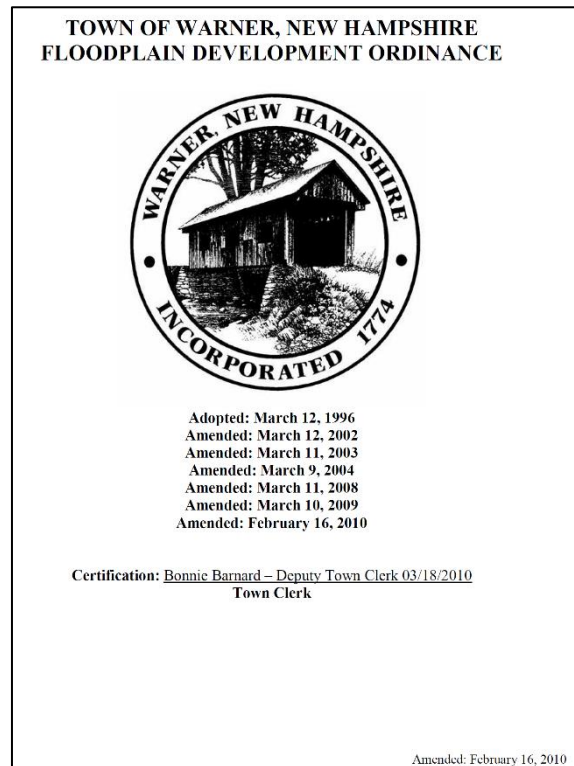 TOWN OF WARNER, NEW HAMPSHIRE
FLOODPLAIN DEVELOPMENT ORDINANCE
WARNER, NEW HAMPSHIRE
INCORPORATED 1774
Adopted: March 12, 1996
Amended: March 12, 2002
Amended: March 11, 2003
Amended: March 9, 2004
Amended: March 11, 2008
Amended: March 10, 2009
Amended: February 16, 2010
Certification: Bonnie Barnard – Deputy Town Clerk 03/18/2010
Town Clerk
Amended: February 16, 2010